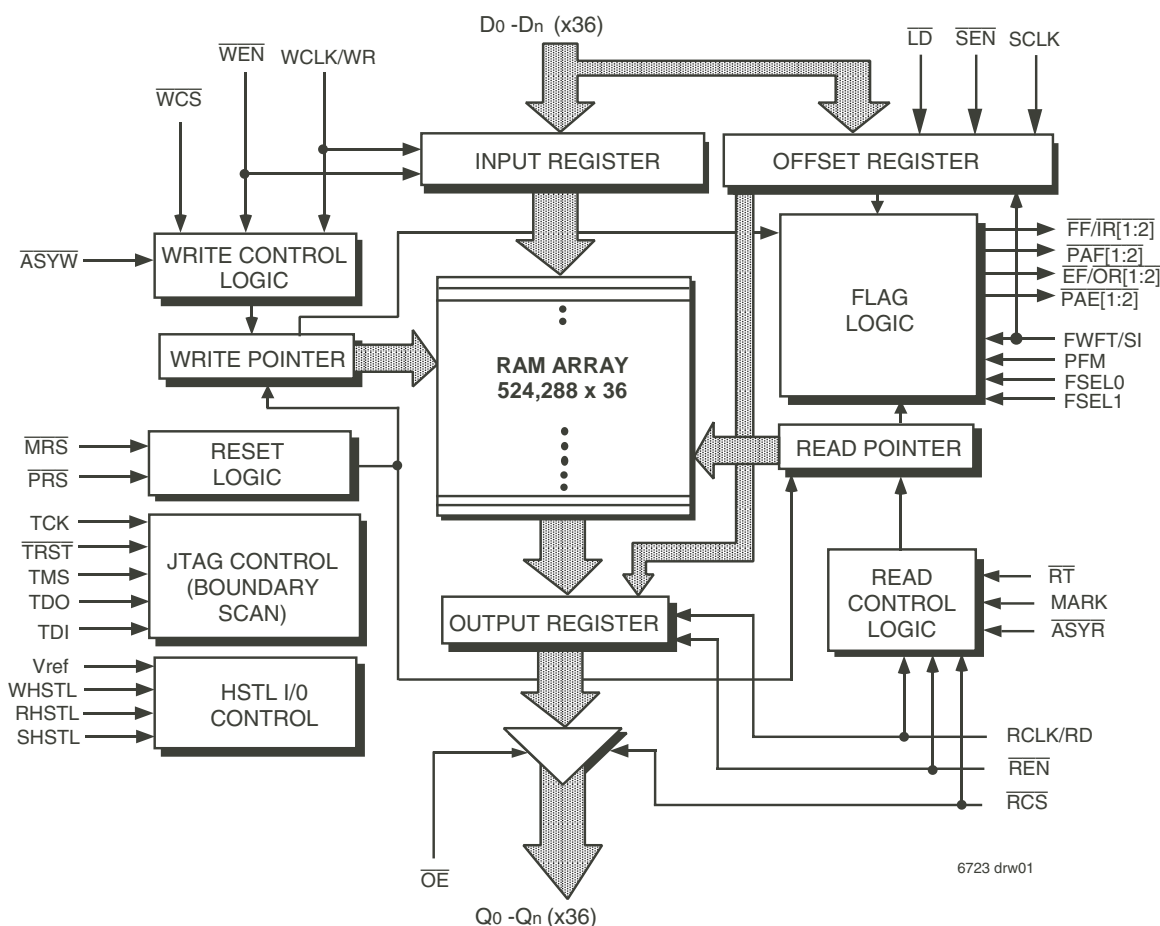 D0 -Dn (x36)
WEN
WCLK/WR
LD
SEN
SCLK
WCS
INPUT REGISTER
OFFSET REGISTER
ASYW
WRITE CONTROL
LOGIC
FF/IR[1:2]
PAF[1:2]
EF/OR[1:2]
PAE[1:2]
FLAG
LOGIC
WRITE POINTER
RAM ARRAY
524,288 x 36
FWFT/SI
PFM
FSEL0
FSEL1
MRS
PRS
RESET
LOGIC
READ POINTER
TCK
TRST
TMS
TDO
TDI
JTAG CONTROL
(BOUNDARY
SCAN)
READ
CONTROL
LOGIC
RT
MARK
ASYR
OUTPUT REGISTER
Vref
WHSTL
RHSTL
SHSTL
HSTL I/0
CONTROL
RCLK/RD
REN
RCS
OE
6723 drw01
Q0 -Qn (x36)